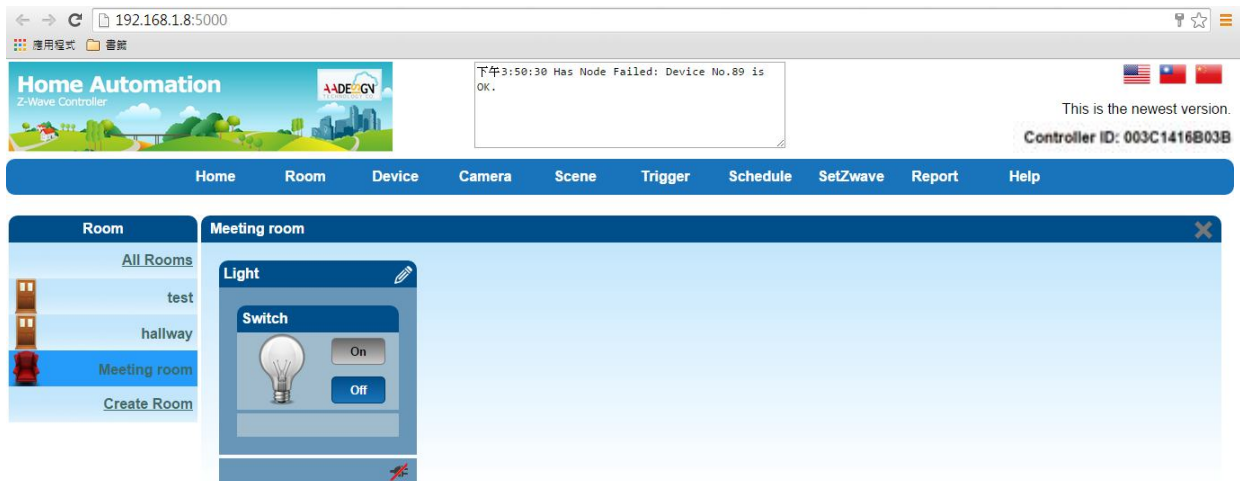 192.168.1.8:5000
應用程式 書籤
Home Automation
Z-Wave Controller
AADESIGN
下午3:50:30 Has Node Failed: Device No.89 is
OK.
This is the newest version.
Controller ID: 003C1416B03B
Home Room Device Camera Scene Trigger Schedule SetZwave Report Help
Room
All Rooms
test
hallway
Meeting room
Create Room
Meeting room
Light
Switch
On
Off